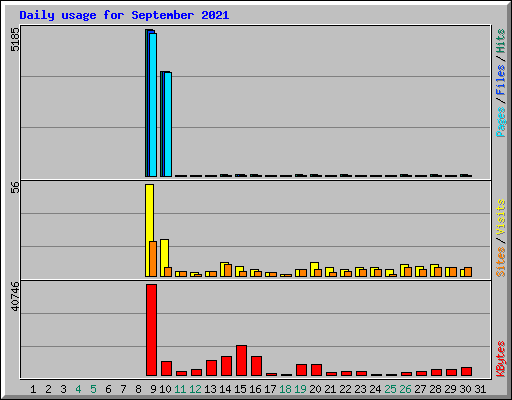 Daily usage for September 2021
5185
56
40746
Pages / Files / Hits
Sites / Visits
KBytes
1 2 3 4 5 6 7 8 9 10 11 12 13 14 15 16 17 18 19 20 21 22 23 24 25 26 27 28 29 30 31